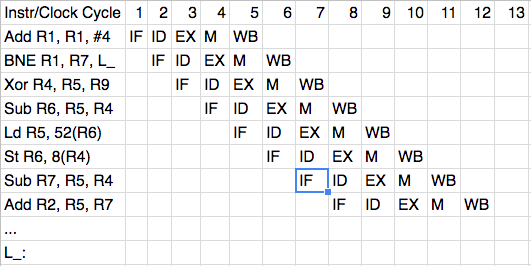 Instr/Clock Cycle 1 2 3 4 5 6 7 8 9 10 11 12 13
Add R1, R1, #4 IF ID EX M WB
BNE R1, R7, L_ IF ID EX M WB
Xor R4, R5, R9 IF ID EX M WB
Sub R6, R5, R4 IF ID EX M WB
Ld R5, 52(R6) IF ID EX M WB
St R6, 8(R4) IF ID EX M WB
Sub R7, R5, R4 IF ID EX M WB
Add R2, R5, R7 IF ID EX M WB
...
L_: